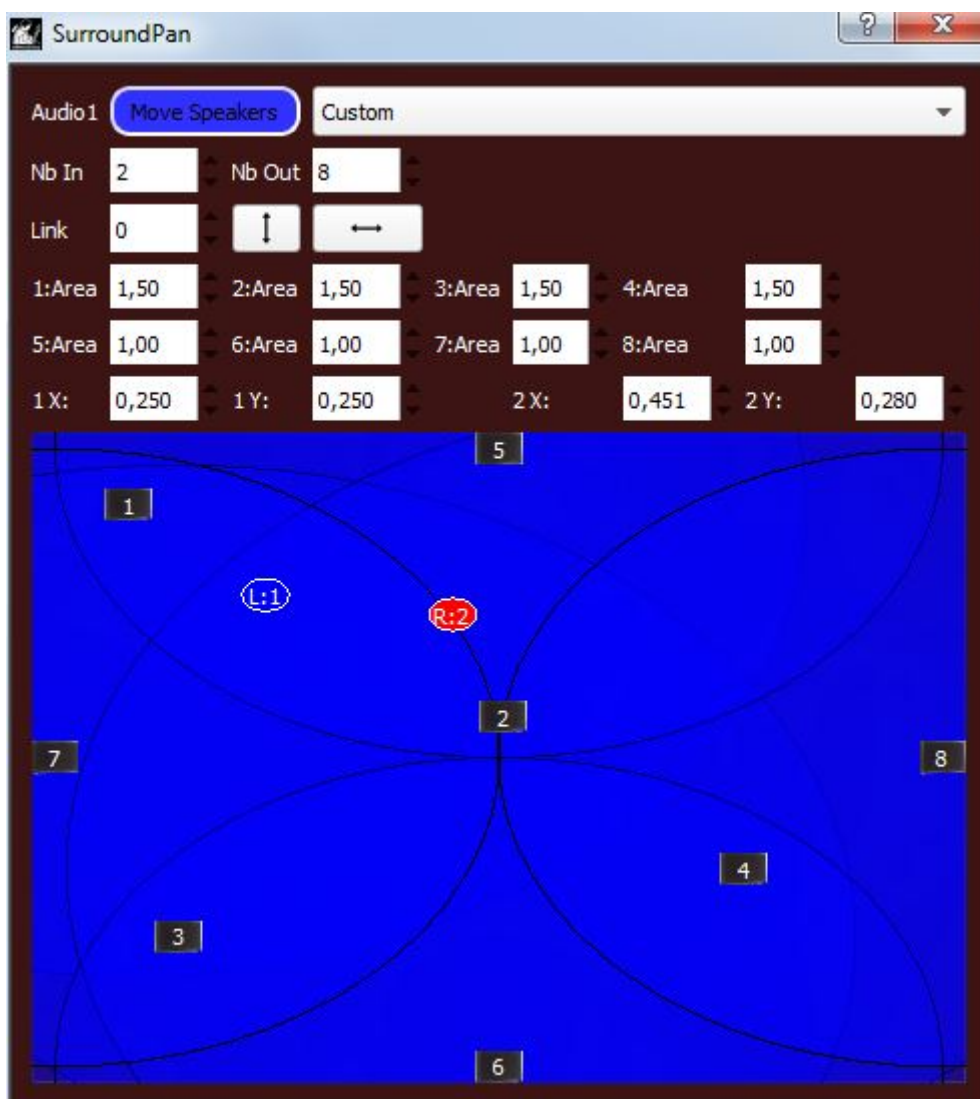 SurroundPan ? X
Audio1 Move Speakers Custom
Nb In 2 Nb Out 8
Link 0
1:Area 1,50 2:Area 1,50 3:Area 1,50 4:Area 1,50
5:Area 1,00 6:Area 1,00 7:Area 1,00 8:Area 1,00
1 X: 0,250 1 Y: 0,250 2 X: 0,451 2 Y: 0,280
5
1
L:1
R:2
2
7 8
4
3
6